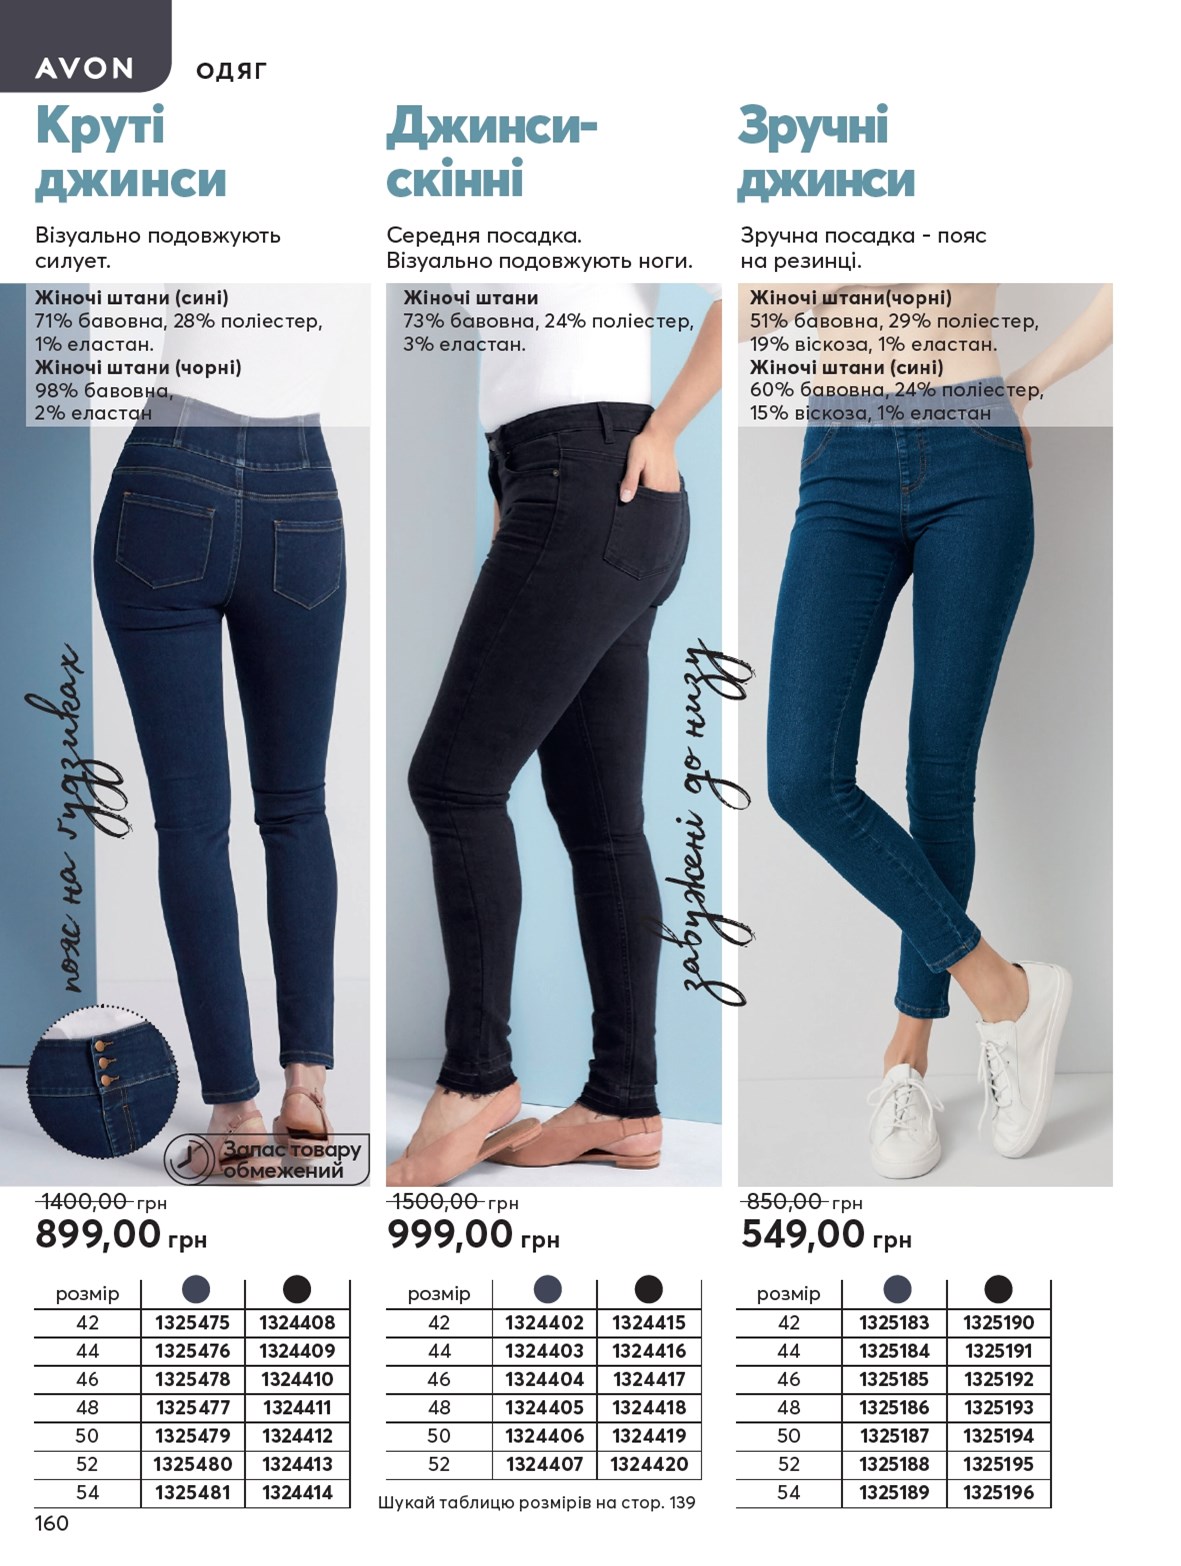 AVON
ОДЯГ
Круті
джинси
Візуально подовжують
силует.
Жіночі штани (сині)
71% бавовна, 28% поліестер,
1% еластан.
Жіночі штани (чорні)
98% бавовна,
2% еластан
пояс на ґудзиках
Запас товару
обмежений
1400,00 грн
899,00 грн
розмір
42 1325475 1324408
44 1325476 1324409
46 1325478 1324410
48 1325477 1324411
50 1325479 1324412
52 1325480 1324413
54 1325481 1324414
160
Джинси-
скінні
Середня посадка.
Візуально подовжують ноги.
Жіночі штани
73% бавовна, 24% поліестер,
3% еластан.
завужені до низу
1500,00 грн
999,00 грн
розмір
42 1324402 1324415
44 1324403 1324416
46 1324404 1324417
48 1324405 1324418
50 1324406 1324419
52 1324407 1324420
Шукай таблицю розмірів на стор. 139
Зручні
джинси
Зручна посадка - пояс
на резинці.
Жіночі штани(чорні)
51% бавовна, 29% поліестер,
19% віскоза, 1% еластан.
Жіночі штани (сині)
60% бавовна, 24% поліестер,
15% віскоза, 1% еластан
850,00 грн
549,00 грн
розмір
42 1325183 1325190
44 1325184 1325191
46 1325185 1325192
48 1325186 1325193
50 1325187 1325194
52 1325188 1325195
54 1325189 1325196